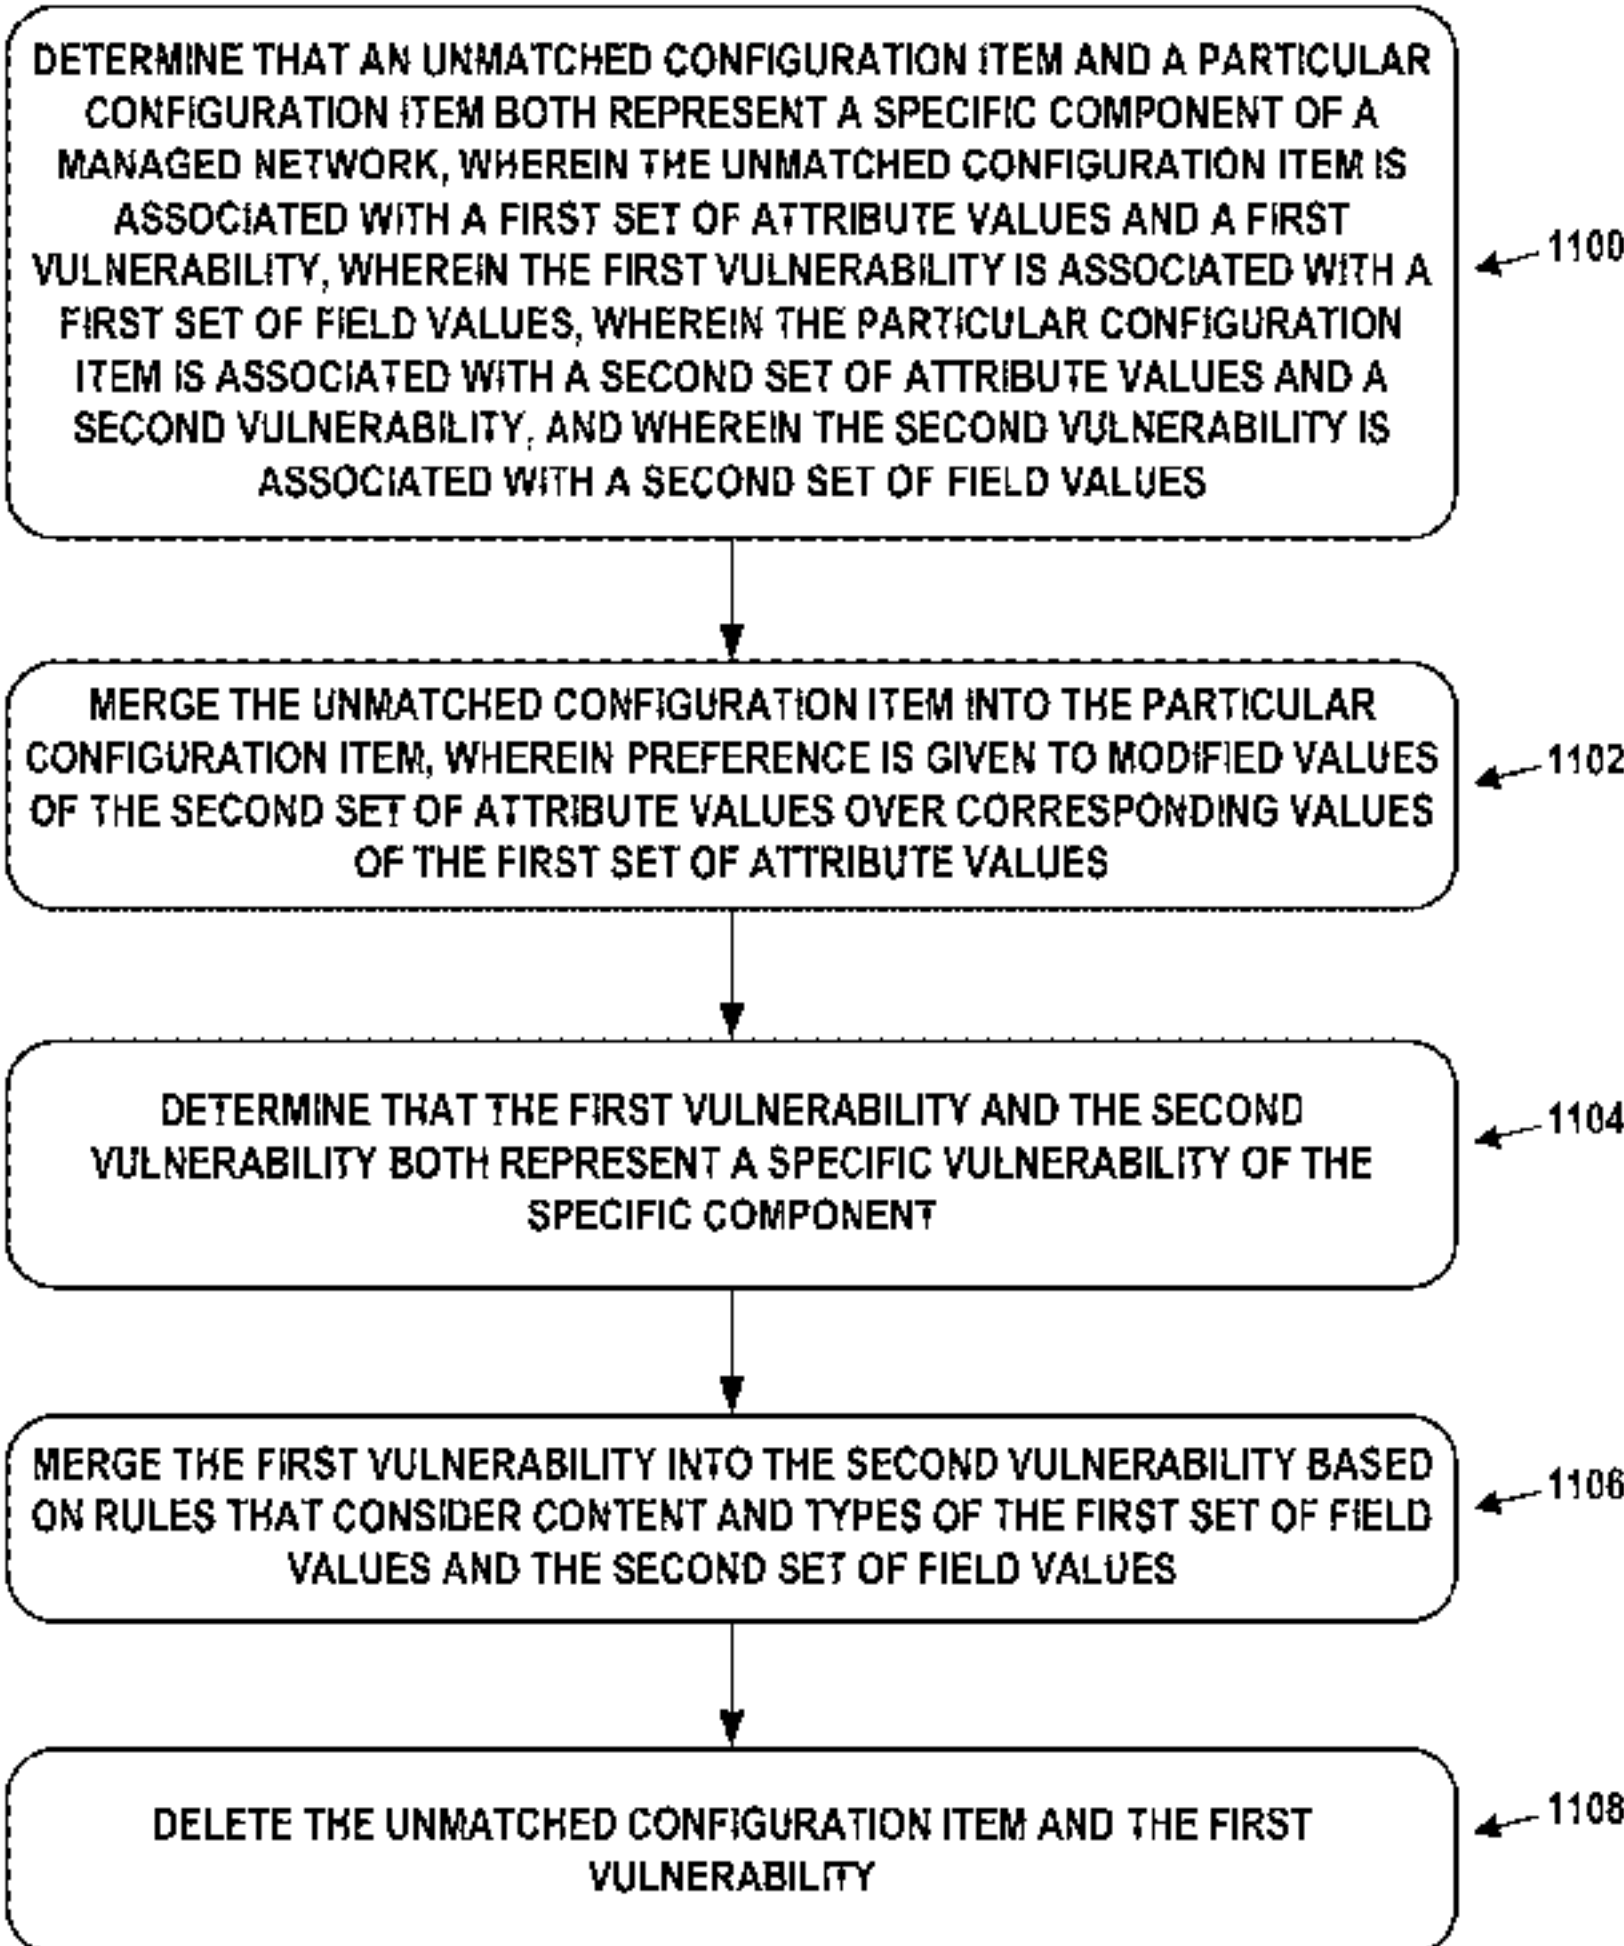 DETERMINE THAT AN UNMATCHED CONFIGURATION ITEM AND A PARTICULAR
CONFIGURATION ITEM BOTH REPRESENT A SPECIFIC COMPONENT OF A
MANAGED NETWORK, WHEREIN THE UNMATCHED CONFIGURATION ITEM IS
ASSOCIATED WITH A FIRST SET OF ATTRIBUTE VALUES AND A FIRST
VULNERABILITY, WHEREIN THE FIRST VULNERABILITY IS ASSOCIATED WITH A
FIRST SET OF FIELD VALUES, WHEREIN THE PARTICULAR CONFIGURATION
ITEM IS ASSOCIATED WITH A SECOND SET OF ATTRIBUTE VALUES AND A
SECOND VULNERABILITY, AND WHEREIN THE SECOND VULNERABILITY IS
ASSOCIATED WITH A SECOND SET OF FIELD VALUES
1100
MERGE THE UNMATCHED CONFIGURATION ITEM INTO THE PARTICULAR
CONFIGURATION ITEM, WHEREIN PREFERENCE IS GIVEN TO MODIFIED VALUES
OF THE SECOND SET OF ATTRIBUTE VALUES OVER CORRESPONDING VALUES
OF THE FIRST SET OF ATTRIBUTE VALUES
1102
DETERMINE THAT THE FIRST VULNERABILITY AND THE SECOND
VULNERABILITY BOTH REPRESENT A SPECIFIC VULNERABILITY OF THE
SPECIFIC COMPONENT
1104
MERGE THE FIRST VULNERABILITY INTO THE SECOND VULNERABILITY BASED
ON RULES THAT CONSIDER CONTENT AND TYPES OF THE FIRST SET OF FIELD
VALUES AND THE SECOND SET OF FIELD VALUES
1106
DELETE THE UNMATCHED CONFIGURATION ITEM AND THE FIRST
VULNERABILITY
1108